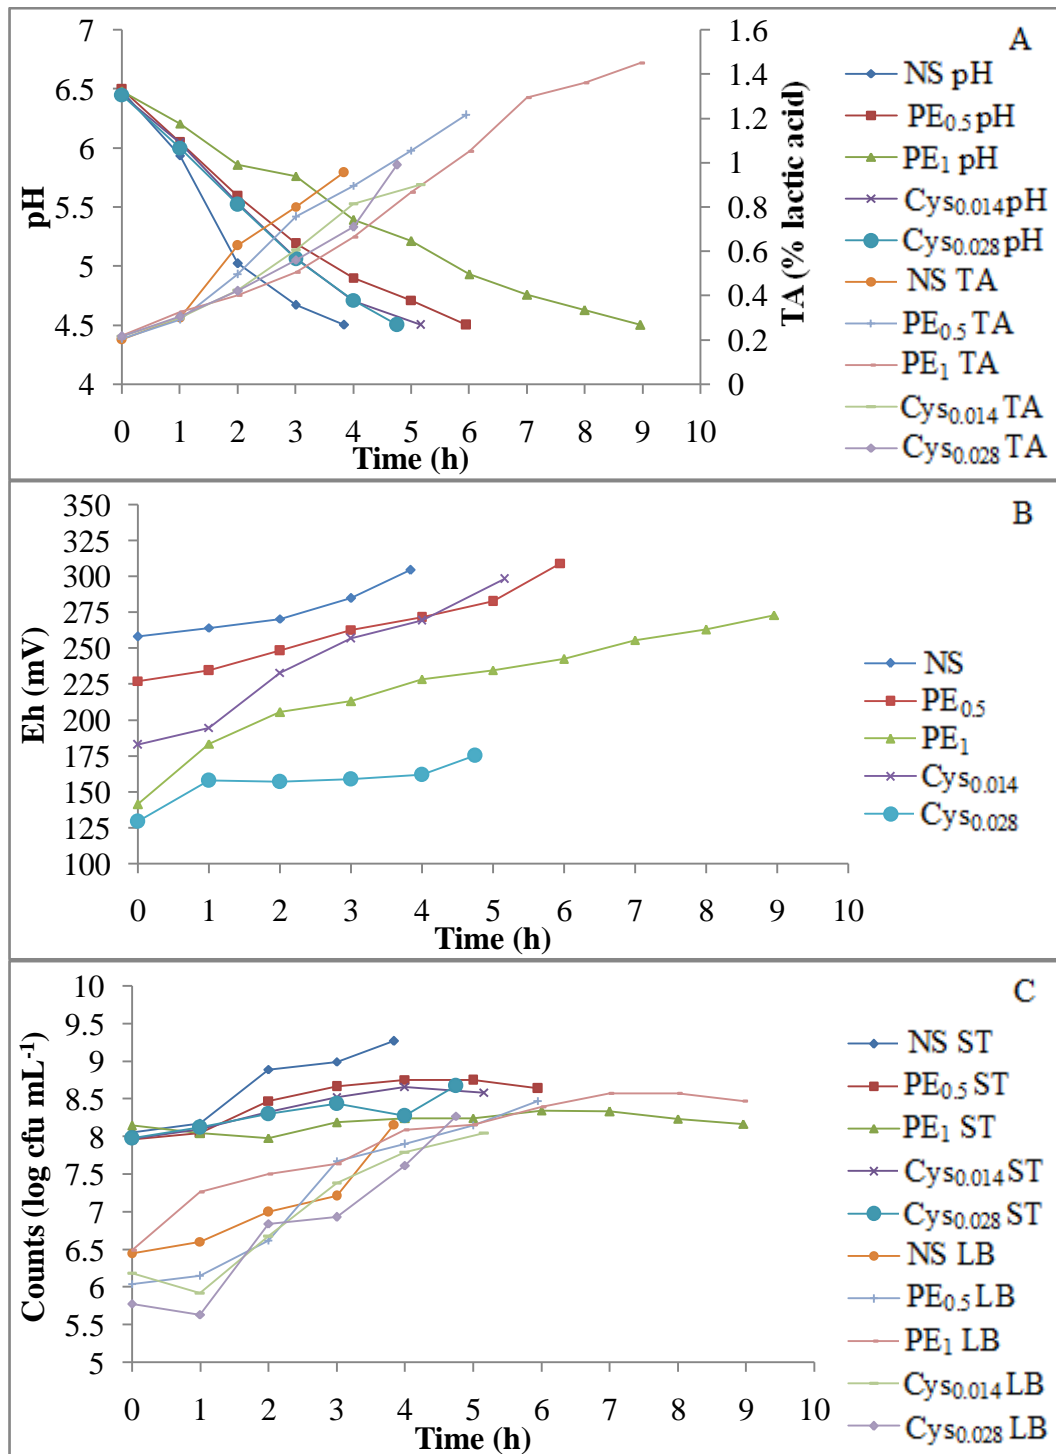 A
7
6.5
6
5.5
5
4.5
4
pH
1.6
1.4
1.2
1
0.8
0.6
0.4
0.2
0
TA (% lactic acid)
0 1 2 3 4 5 6 7 8 9 10
Time (h)
NS pH
PE0.5 pH
PE1 pH
Cys0.014 pH
Cys0.028 pH
NS TA
PE0.5 TA
PE1 TA
Cys0.014 TA
Cys0.028 TA
B
350
325
300
275
250
225
200
175
150
125
100
Eh (mV)
0 1 2 3 4 5 6 7 8 9 10
Time (h)
NS
PE0.5
PE1
Cys0.014
Cys0.028
C
10
9.5
9
8.5
8
7.5
7
6.5
6
5.5
5
Counts (log cfu mL-1)
0 1 2 3 4 5 6 7 8 9 10
Time (h)
NS ST
PE0.5 ST
PE1 ST
Cys0.014 ST
Cys0.028 ST
NS LB
PE0.5 LB
PE1 LB
Cys0.014 LB
Cys0.028 LB